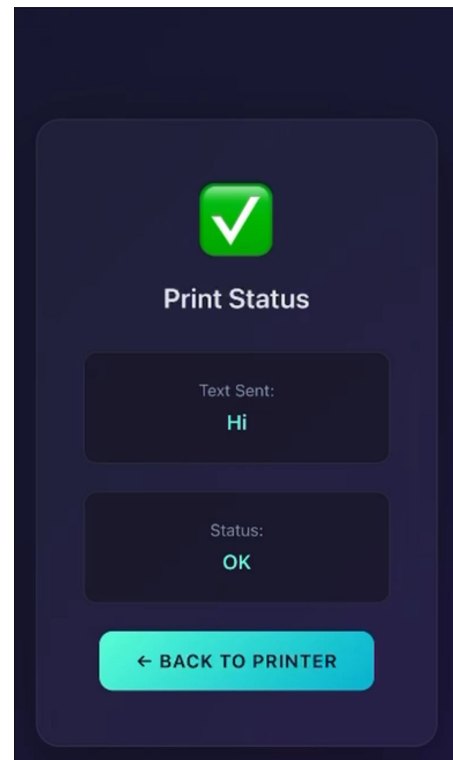 Print Status
Text Sent:
Hi
Status:
OK
← BACK TO PRINTER